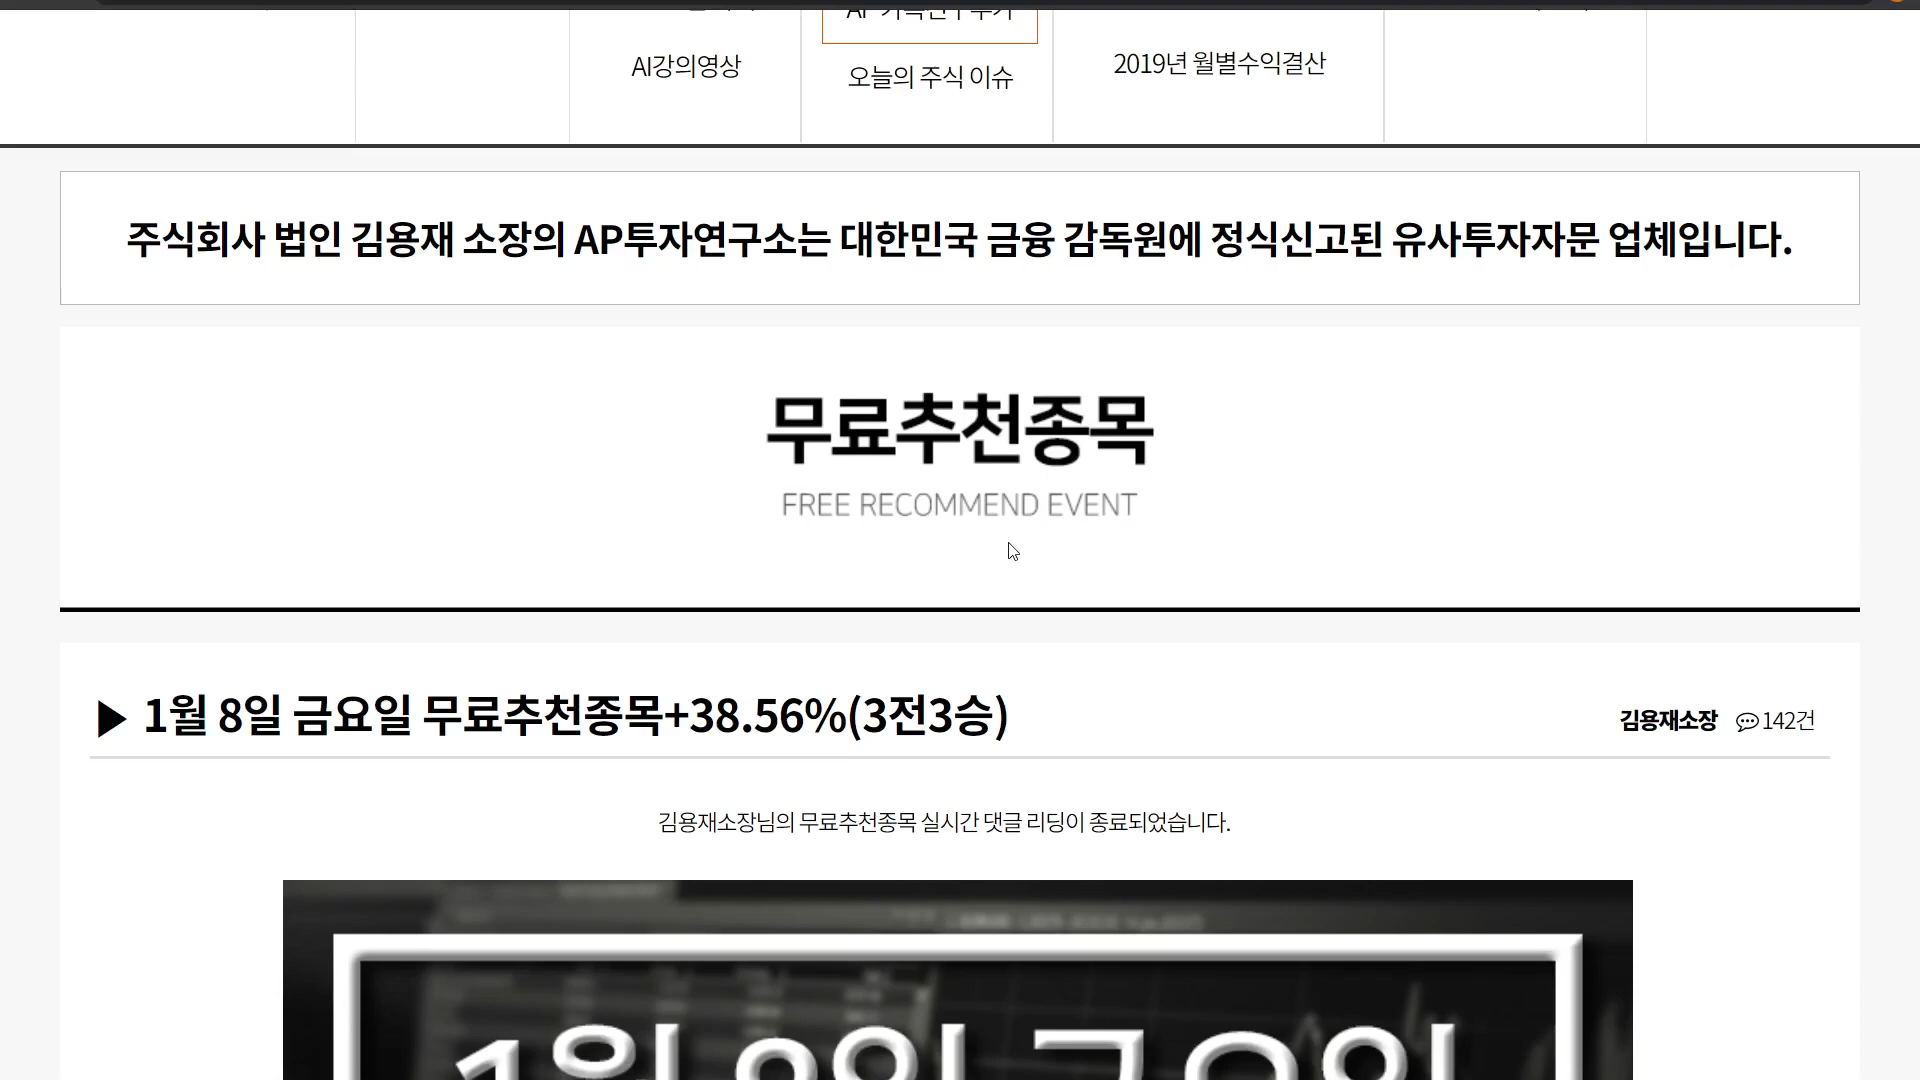 AI강의영상
오늘의 주식 이슈
2019년 월별수익결산
주식회사 법인 김용재 소장의 AP투자연구소는 대한민국 금융 감독원에 정식신고된 유사투자자문 업체입니다.
무료추천종목
FREE RECOMMEND EVENT
▶ 1월 8일 금요일 무료추천종목+38.56%(3전3승)
김용재소장 142건
김용재소장님의 무료추천종목 실시간 댓글 리딩이 종료되었습니다.
1월 8일 금요일